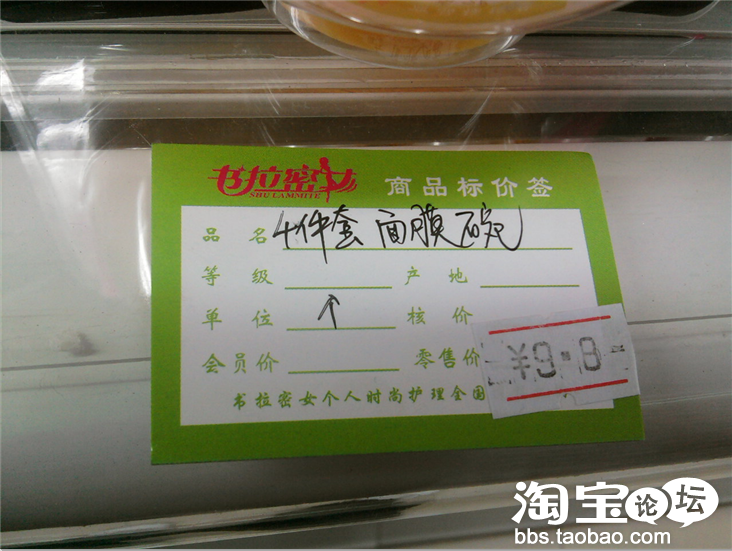 书拉密女 商品标价签
SHU LAMMITE
品 名 4件套 面膜碗
等 级 产 地
单 位 个 核 价
会员价 零售价 ¥9.8
书拉密女个人时尚护理全国
淘宝论坛
bbs.taobao.com